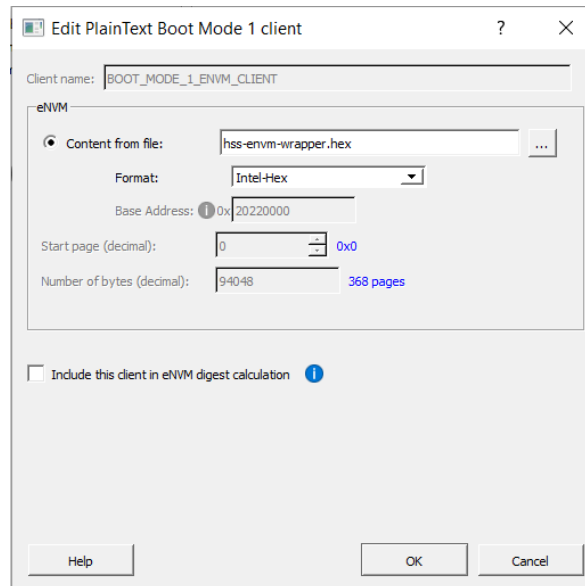 Edit PlainText Boot Mode 1 client ? ×
Client name: BOOT_MODE_1_ENVM_CLIENT
eNVM
Content from file: hss-envm-wrapper.hex ...
Format: Intel-Hex
Base Address: i 0x 20220000
Start page (decimal): 0 0x0
Number of bytes (decimal): 94048 368 pages
Include this client in eNVM digest calculation i
Help OK Cancel